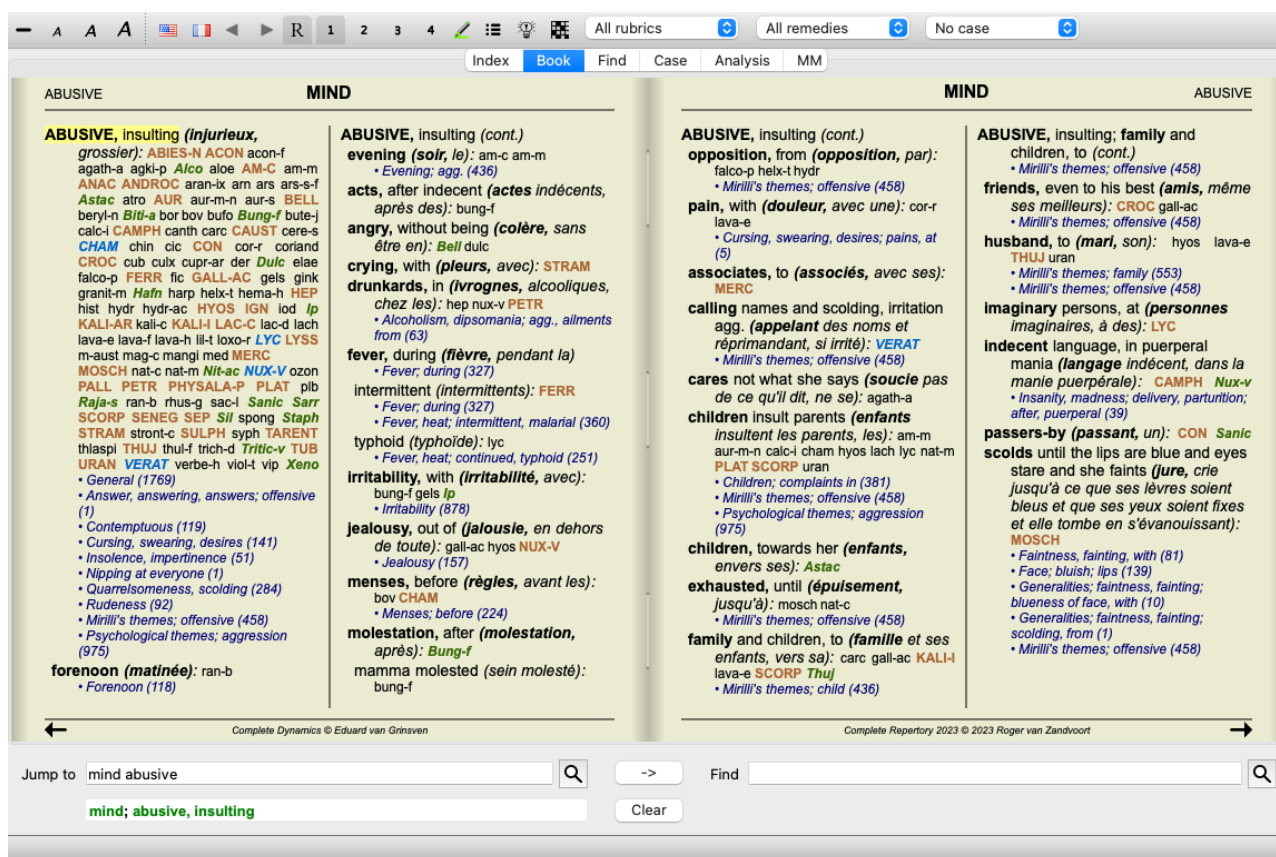 A A A R 1 2 3 4 All rubrics All remedies No case
Index Book Find Case Analysis MM
ABUSIVE MIND
ABUSIVE, insulting (injurieux,
grossier): ABIES-N ACON acon-f
agath-a agki-p Alco aloe AM-C am-m
ANAC ANDROC aran-ix arn ars ars-s-f
Astac atro AUR aur-m-n aur-s BELL
beryl-n Biti-a bor bov bufo Bung-f bute-j
calc-i CAMPH canth carc CAUST cere-s
CHAM chin cic CON cor-r coriand
CROC cub culx cupr-ar der Dulc elae
falco-p FERR fic GALL-AC gels gink
granit-m Hafn harp helx-t hema-h HEP
hist hydr hydr-ac HYOS IGN iod Ip
KALI-AR kali-c KALI-I LAC-C lac-d lach
lava-e lava-f lava-h lil-t loxo-r LYC LYSS
m-aust mag-c mangi med MERC
MOSCH nat-c nat-m Nit-ac NUX-V ozon
PALL PETR PHYSALA-P PLAT plb
Raja-s ran-b rhus-g sac-l Sanic Sarr
SCORP SENEG SEP Sil spong Staph
STRAM stront-c SULPH syph TARENT
thlaspi THUJ thul-f trich-d Tritic-v TUB
URAN VERAT verbe-h viol-t vip Xeno
• General (1769)
• Answer, answering, answers; offensive
(1)
• Contemptuous (119)
• Cursing, swearing, desires (141)
• Insolence, impertinence (51)
• Nipping at everyone (1)
• Quarrelsomeness, scolding (284)
• Rudeness (92)
• Mirilli's themes; offensive (458)
• Psychological themes; aggression
(975)
forenoon (matinée): ran-b
• Forenoon (118)
ABUSIVE, insulting (cont.)
evening (soir, le): am-c am-m
• Evening; agg. (436)
acts, after indecent (actes indécents,
après des): bung-f
angry, without being (colère, sans
être en): Bell dulc
crying, with (pleurs, avec): STRAM
drunkards, in (ivrognes, alcooliques,
chez les): hep nux-v PETR
• Alcoholism, dipsomania; agg., ailments
from (63)
fever, during (fièvre, pendant la)
• Fever; during (327)
intermittent (intermittents): FERR
• Fever; during (327)
• Fever, heat; intermittent, malarial (360)
typhoid (typhoïde): lyc
• Fever, heat; continued, typhoid (251)
irritability, with (irritabilité, avec):
bung-f gels Ip
• Irritability (878)
jealousy, out of (jalousie, en dehors
de toute): gall-ac hyos NUX-V
• Jealousy (157)
menses, before (règles, avant les):
bov CHAM
• Menses; before (224)
molestation, after (molestation,
après): Bung-f
mamma molested (sein molesté):
bung-f
Complete Dynamics © Eduard van Grinsven
MIND ABUSIVE
ABUSIVE, insulting (cont.)
opposition, from (opposition, par):
falco-p helx-t hydr
• Mirilli's themes; offensive (458)
pain, with (douleur, avec une): cor-r
lava-e
• Cursing, swearing, desires; pains, at
(5)
associates, to (associés, avec ses):
MERC
calling names and scolding, irritation
agg. (appelant des noms et
réprimandant, si irrité): VERAT
• Mirilli's themes; offensive (458)
cares not what she says (soucie pas
de ce qu'il dit, ne se): agath-a
children insult parents (enfants
insultent les parents, les): am-m
aur-m-n calc-i cham hyos lach lyc nat-m
PLAT SCORP uran
• Children; complaints in (381)
• Mirilli's themes; offensive (458)
• Psychological themes; aggression
(975)
children, towards her (enfants,
envers ses): Astac
exhausted, until (épuisement,
jusqu'à): mosch nat-c
• Mirilli's themes; offensive (458)
family and children, to (famille et ses
enfants, vers sa): carc gall-ac KALI-I
lava-e SCORP Thuj
• Mirilli's themes; child (436)
ABUSIVE, insulting; family and
children, to (cont.)
• Mirilli's themes; offensive (458)
friends, even to his best (amis, même
ses meilleurs): CROC gall-ac
• Mirilli's themes; offensive (458)
husband, to (mari, son): hyos lava-e
THUJ uran
• Mirilli's themes; family (553)
• Mirilli's themes; offensive (458)
imaginary persons, at (personnes
imaginaires, à des): LYC
indecent language, in puerperal
mania (langage indécent, dans la
manie puerpérale): CAMPH Nux-v
• Insanity, madness; delivery, parturition;
after, puerperal (39)
passers-by (passant, un): CON Sanic
scolds until the lips are blue and eyes
stare and she faints (jure, crie
jusqu'à ce que ses lèvres soient
bleus et que ses yeux soient fixes
et elle tombe en s'évanouissant):
MOSCH
• Faintness, fainting, with (81)
• Face; bluish; lips (139)
• Generalities; faintness, fainting;
blueness of face, with (10)
• Generalities; faintness, fainting;
scolding, from (1)
• Mirilli's themes; offensive (458)
Complete Repertory 2023 © 2023 Roger van Zandvoort
Jump to mind abusive -> Find
mind; abusive, insulting Clear